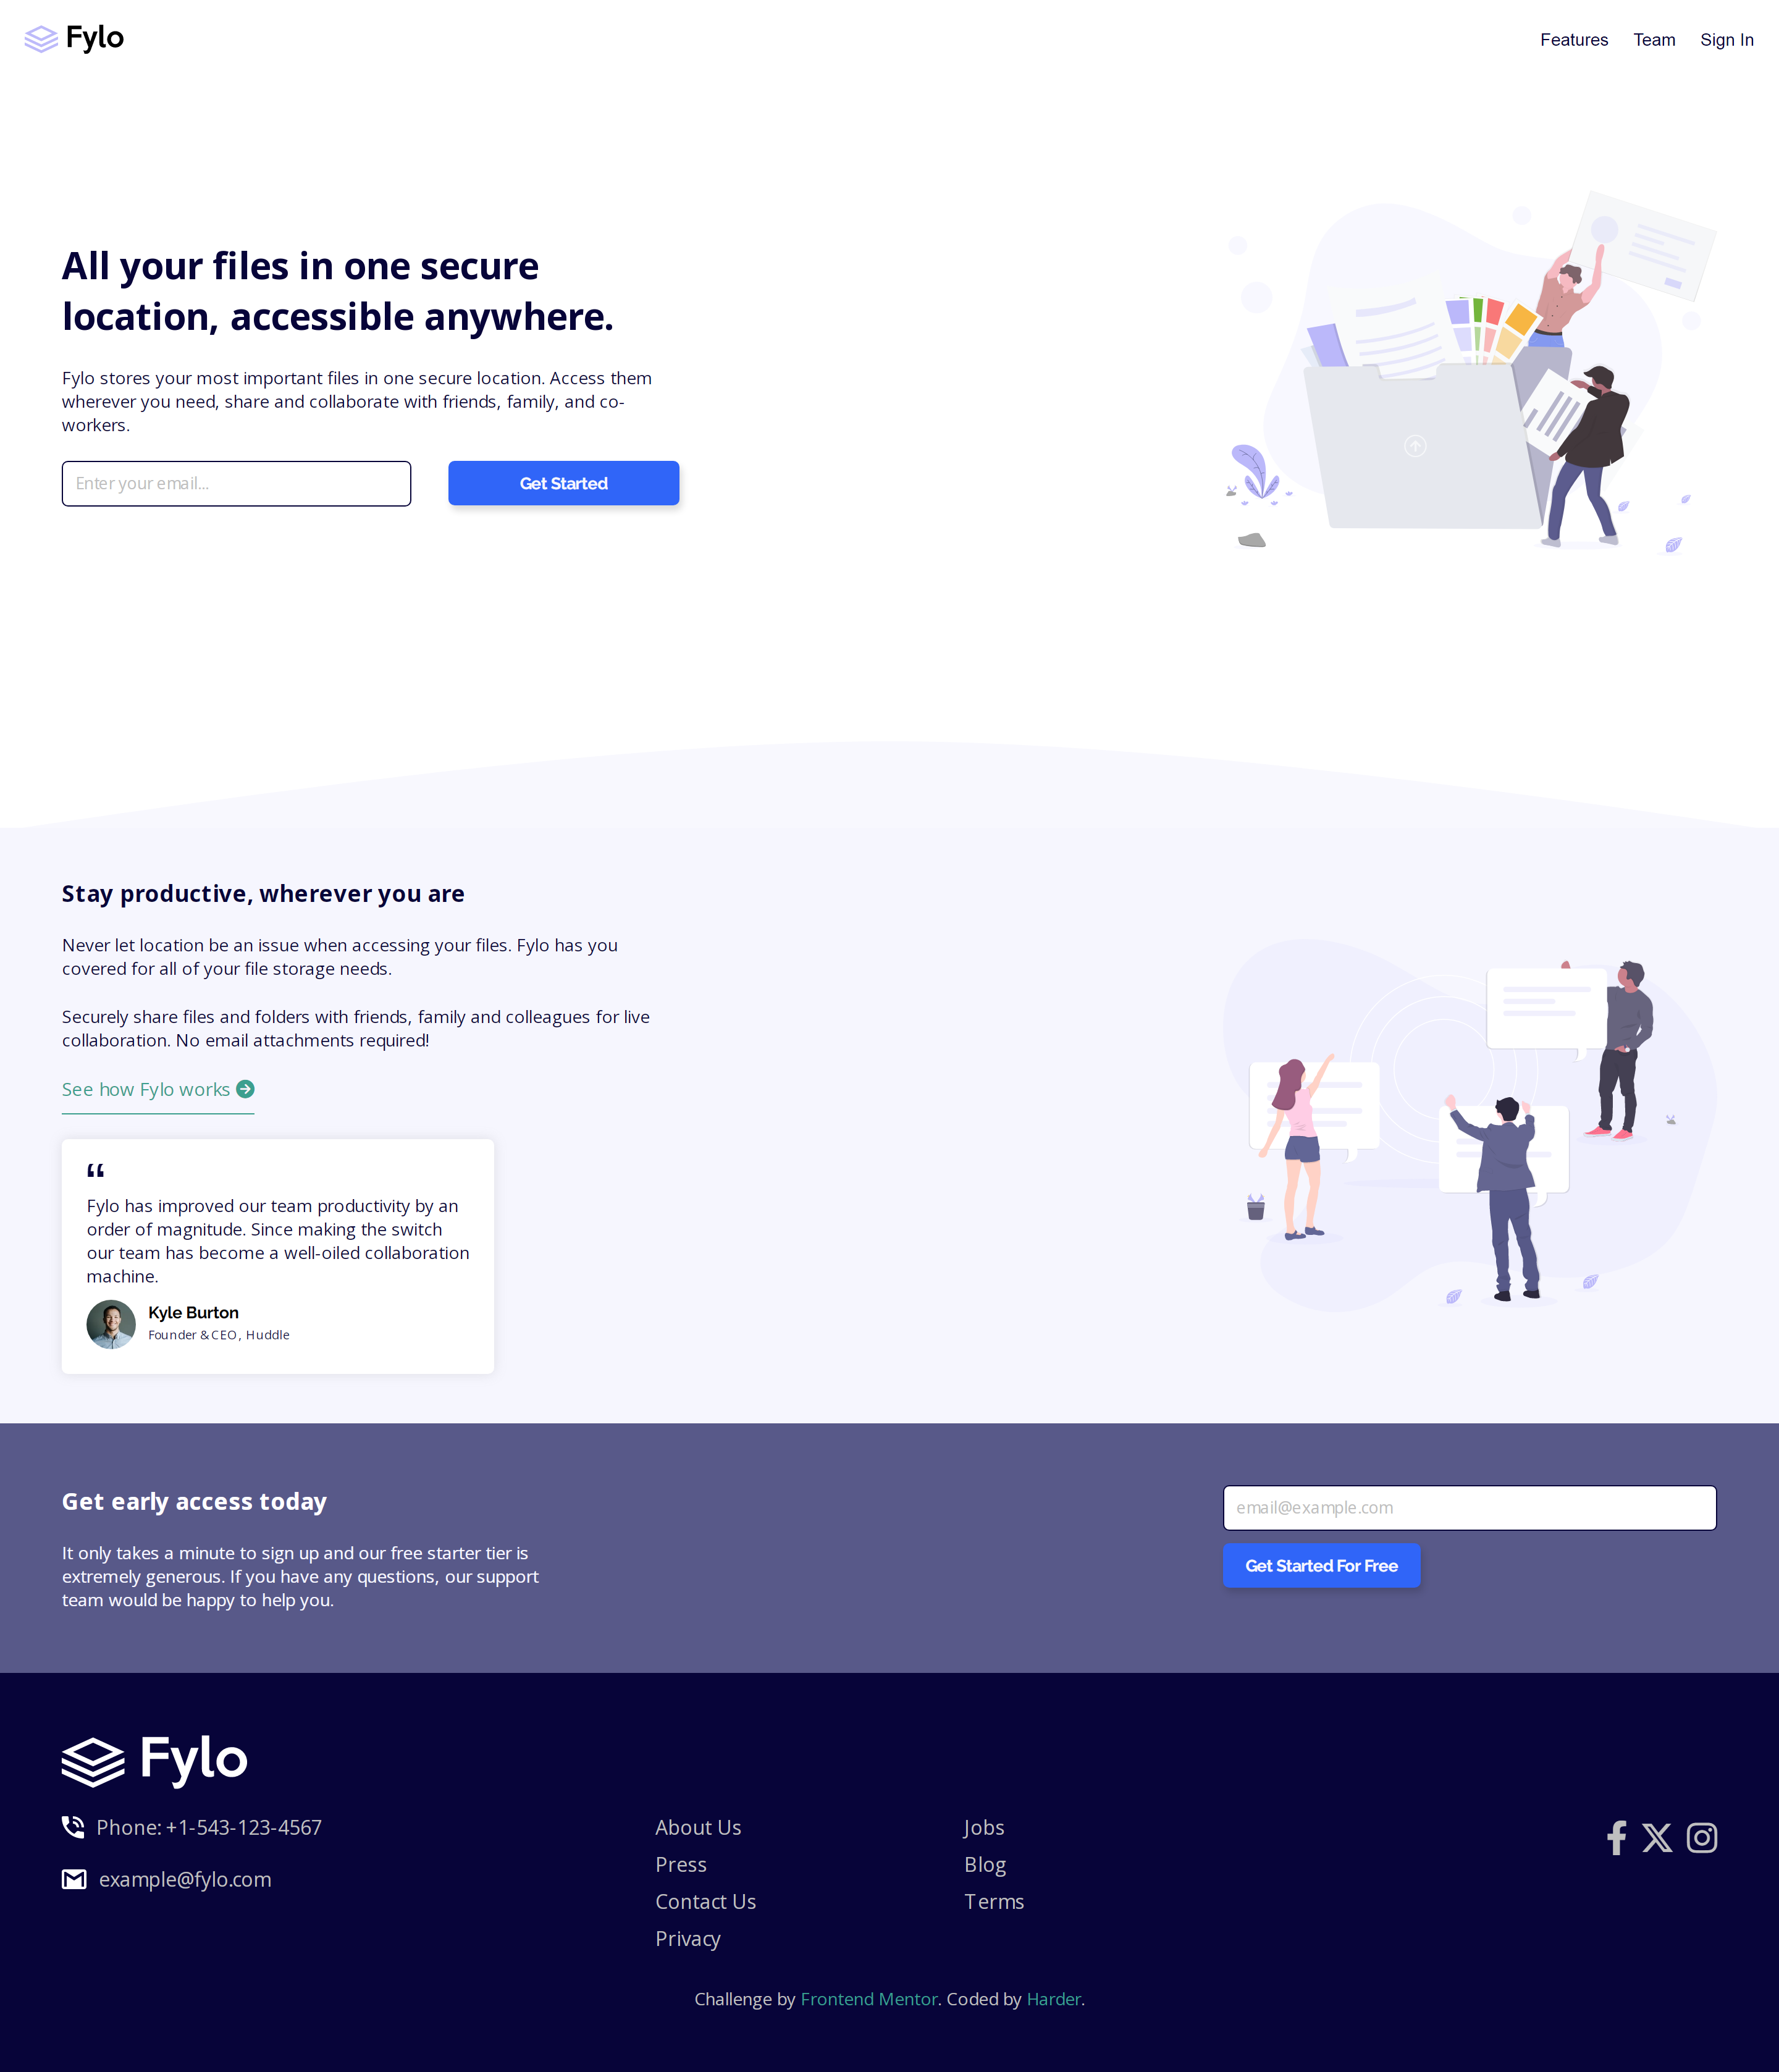 Fylo
Features Team Sign In
All your files in one secure
location, accessible anywhere.
Fylo stores your most important files in one secure location. Access them
wherever you need, share and collaborate with friends, family, and co-
workers.
Enter your email...
Get Started
Stay productive, wherever you are
Never let location be an issue when accessing your files. Fylo has you
covered for all of your file storage needs.
Securely share files and folders with friends, family and colleagues for live
collaboration. No email attachments required!
See how Fylo works
“
Fylo has improved our team productivity by an
order of magnitude. Since making the switch
our team has become a well-oiled collaboration
machine.
Kyle Burton
Founder & CEO, Huddle
Get early access today
It only takes a minute to sign up and our free starter tier is
extremely generous. If you have any questions, our support
team would be happy to help you.
email@example.com
Get Started For Free
Fylo
Phone: +1-543-123-4567
example@fylo.com
About Us
Press
Contact Us
Privacy
Jobs
Blog
Terms
Challenge by Frontend Mentor. Coded by Harder.